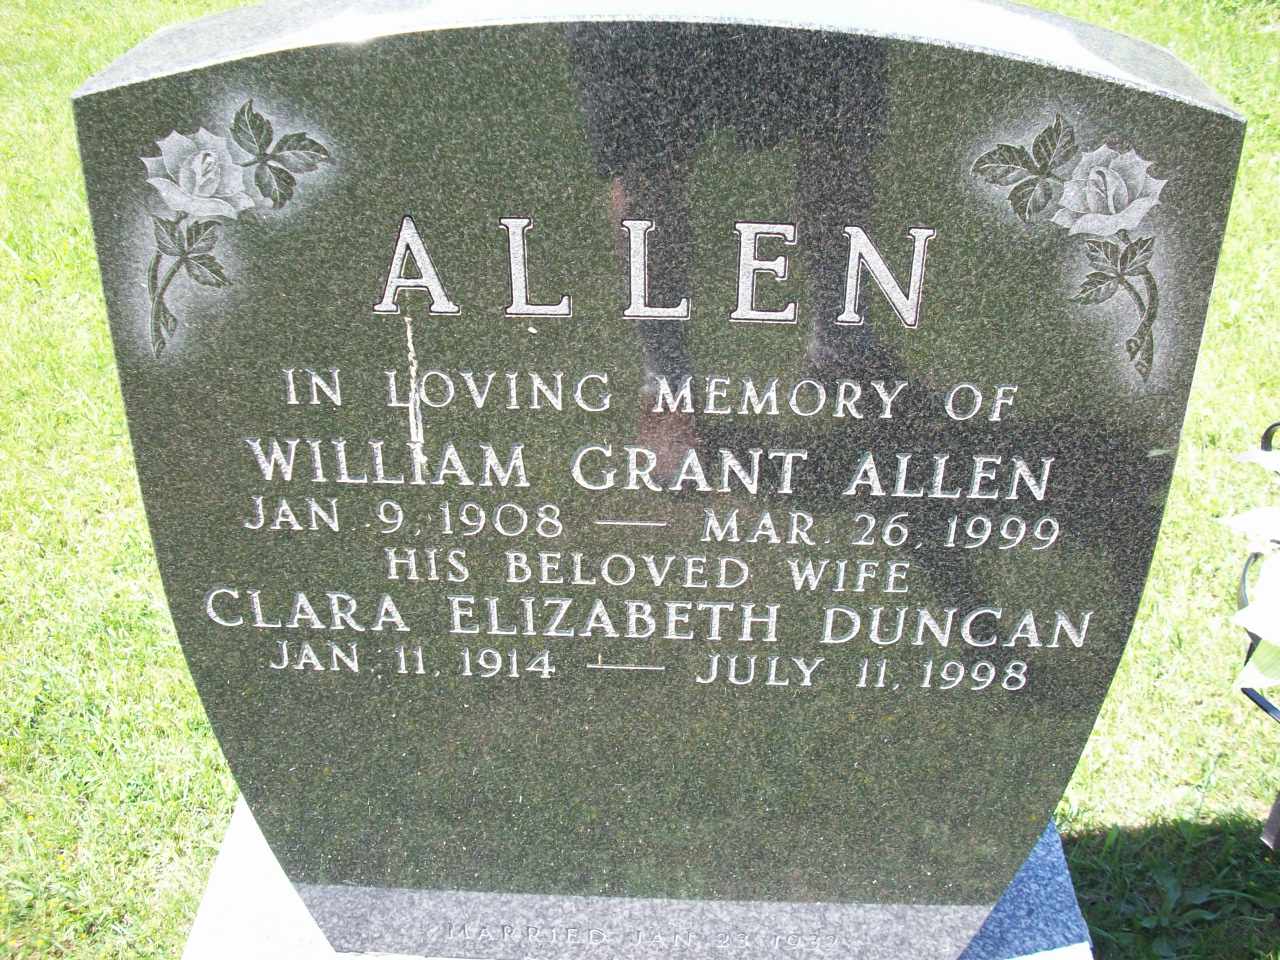 ALLEN
IN LOVING MEMORY OF
WILLIAM GRANT ALLEN
JAN. 9, 1908 — MAR. 26, 1999
HIS BELOVED WIFE
CLARA ELIZABETH DUNCAN
JAN. 11, 1914 — JULY 11, 1998
MARRIED JAN. 23, 1932